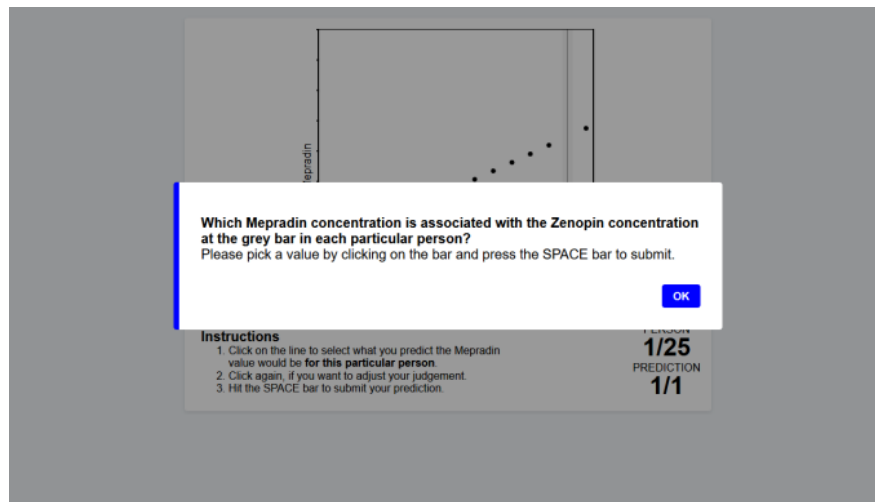 Mepradin
Which Mepradin concentration is associated with the Zenopin concentration
at the grey bar in each particular person?
Please pick a value by clicking on the bar and press the SPACE bar to submit.
OK
Instructions
1. Click on the line to select what you predict the Mepradin
value would be for this particular person.
2. Click again, if you want to adjust your judgement.
3. Hit the SPACE bar to submit your prediction.
PERSON
1/25
PREDICTION
1/1